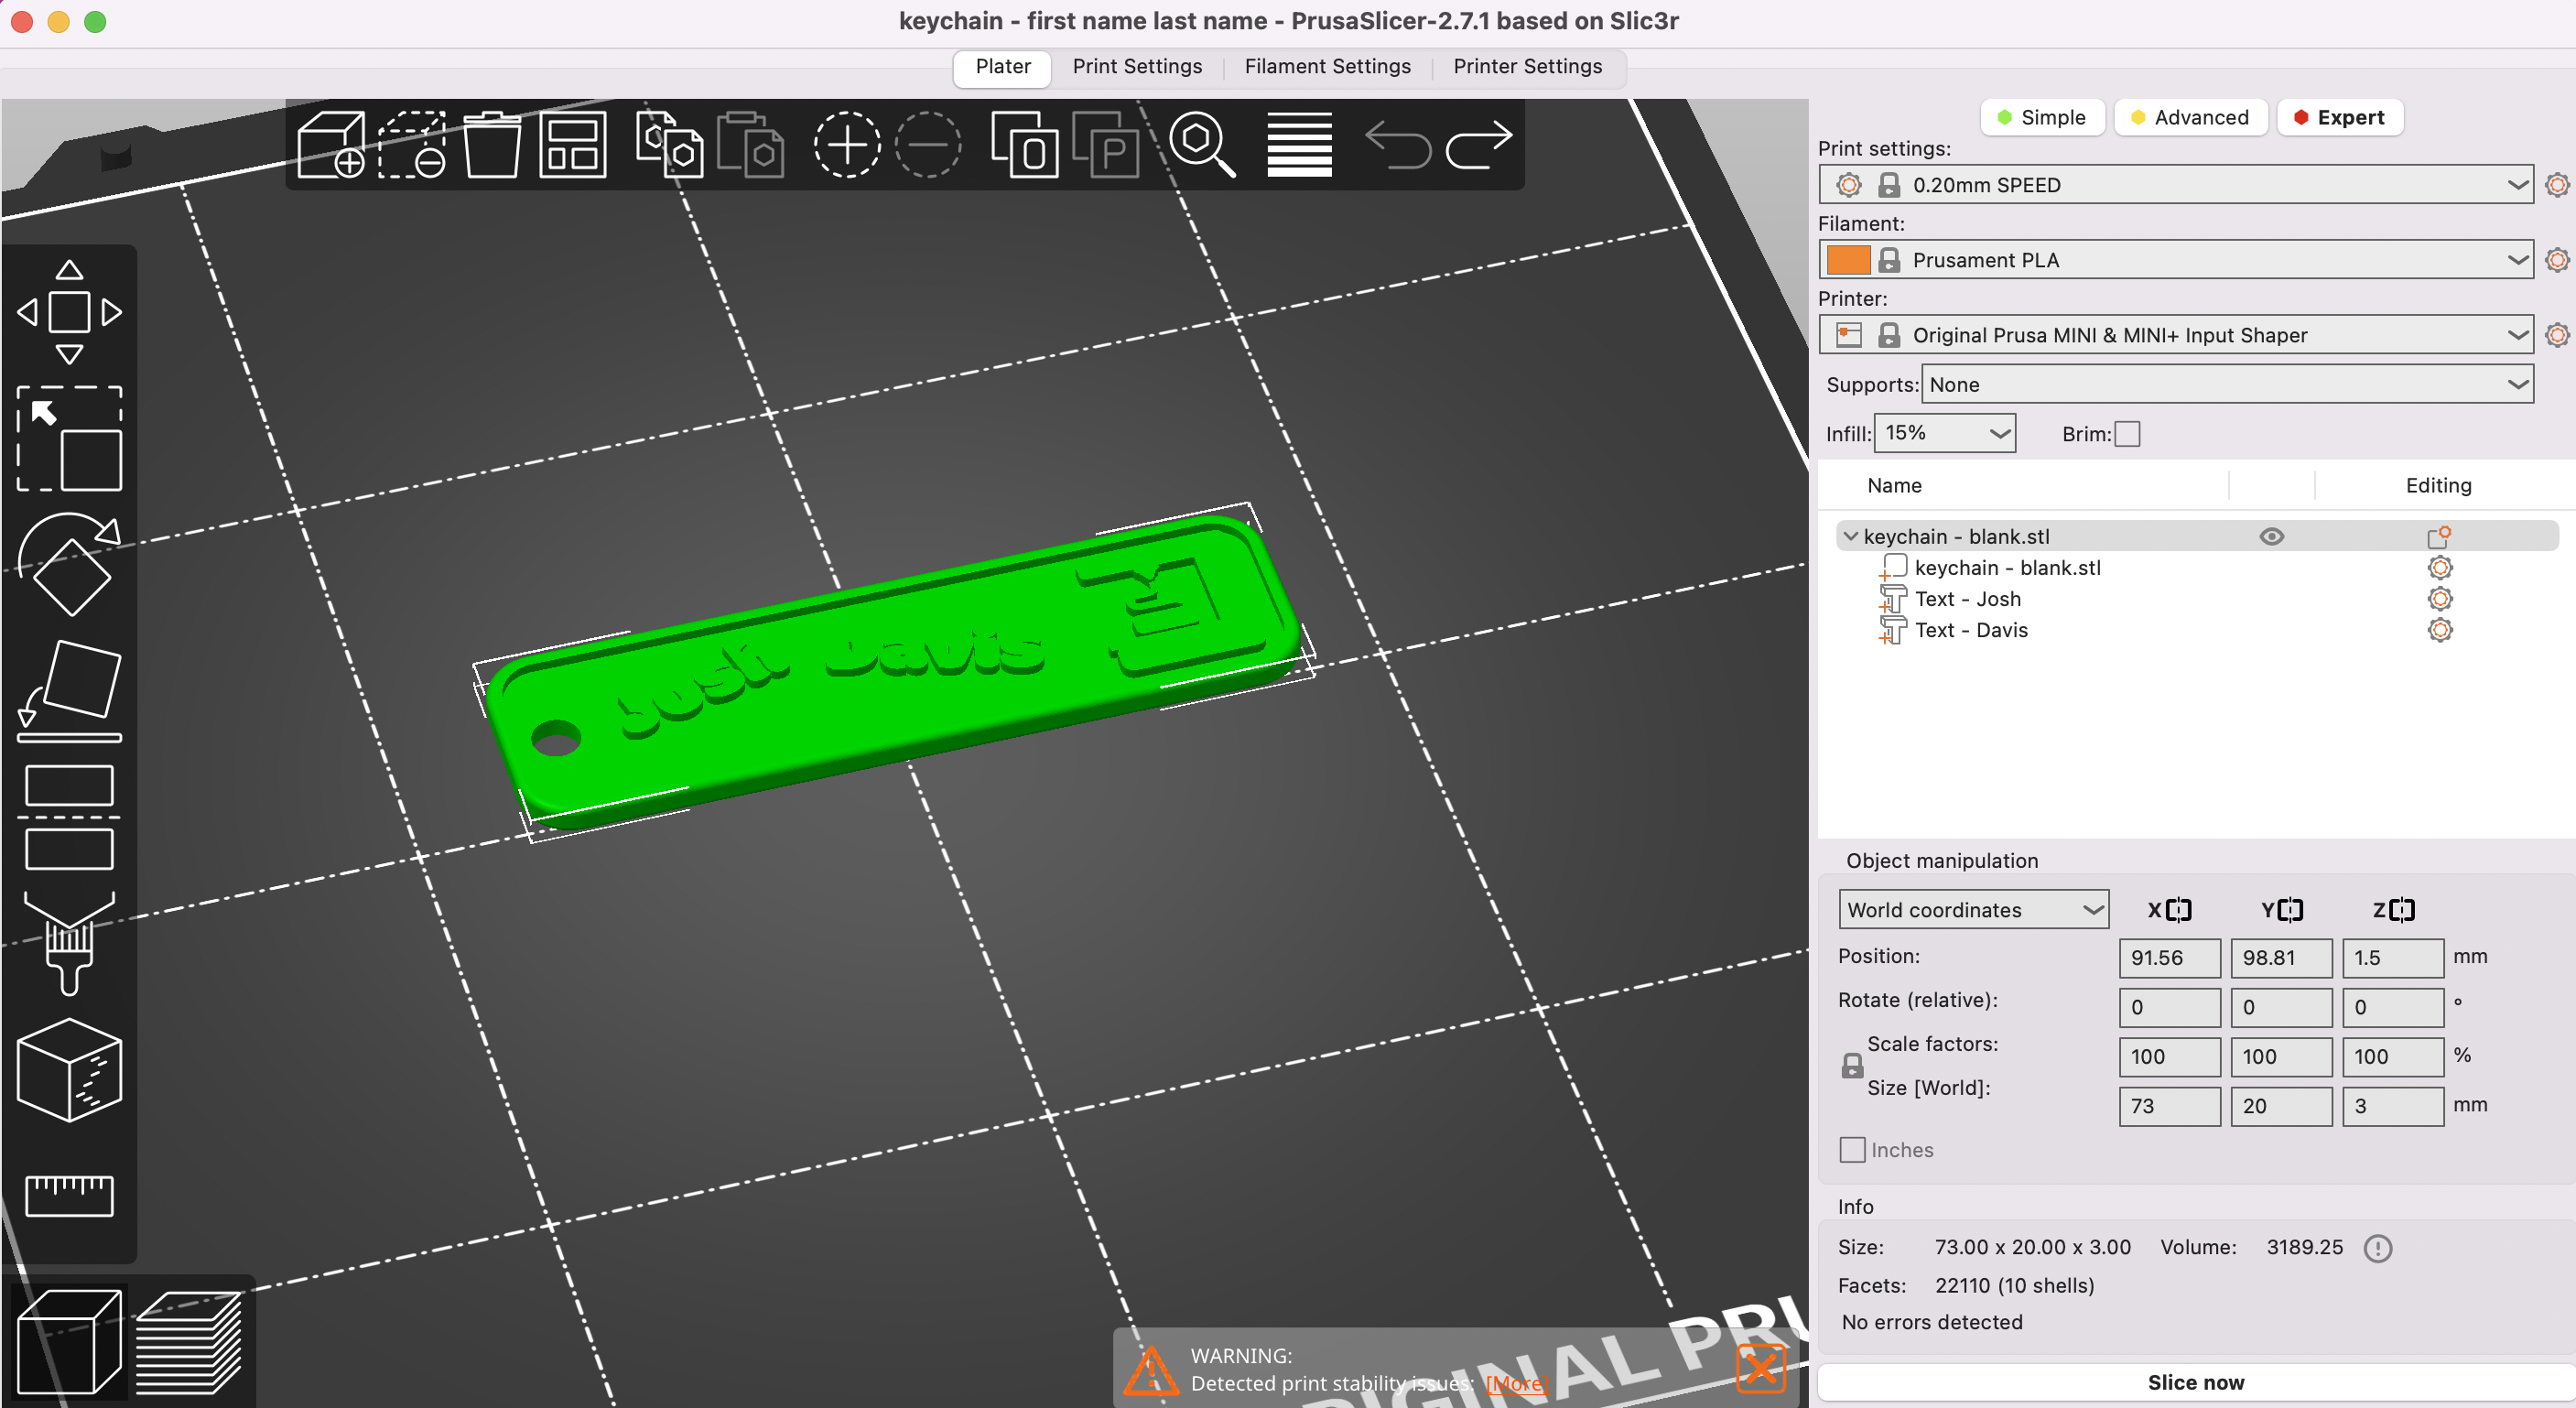 keychain - first name last name - PrusaSlicer-2.7.1 based on Slic3r
Plater Print Settings Filament Settings Printer Settings
Simple Advanced Expert
Print settings:
0.20mm SPEED
Filament:
Prusament PLA
Printer:
Original Prusa MINI & MINI+ Input Shaper
Supports: None
Infill: 15% Brim:
Name Editing
keychain - blank.stl
keychain - blank.stl
Text - Josh
Text - Davis
Josh Davis
Object manipulation
World coordinates X Y Z
Position: 91.56 98.81 1.5 mm
Rotate (relative): 0 0 0 °
Scale factors: 100 100 100 %
Size [World]: 73 20 3 mm
Inches
Info
Size: 73.00 x 20.00 x 3.00 Volume: 3189.25
Facets: 22110 (10 shells)
No errors detected
Slice now
WARNING:
Detected print stability issues: [More]
ORIGINAL PRU